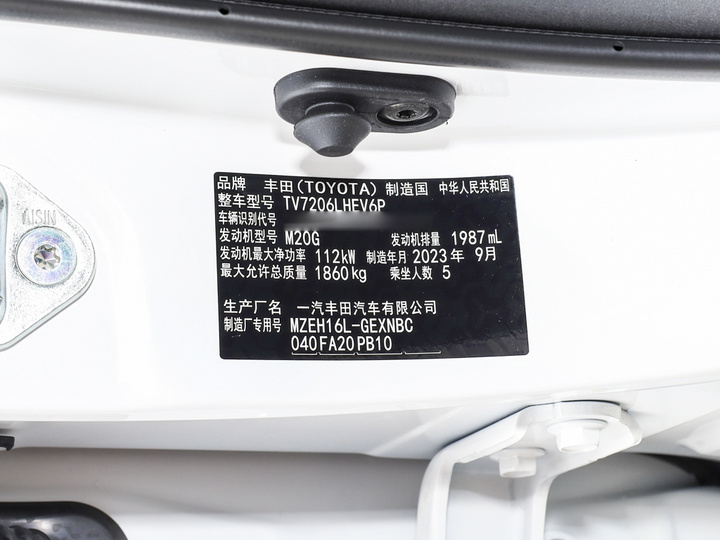 AISIN
品牌 丰田(TOYOTA) 制造国 中华人民共和国
整车型号 TV7206LHEV6P
车辆识别代号
发动机型号 M20G 发动机排量 1987mL
发动机最大净功率 112kW 制造年月 2023年 9月
最大允许总质量 1860kg 乘坐人数 5
生产厂名 一汽丰田汽车有限公司
制造厂专用号 MZEH16L-GEXNBC
040FA20PB10